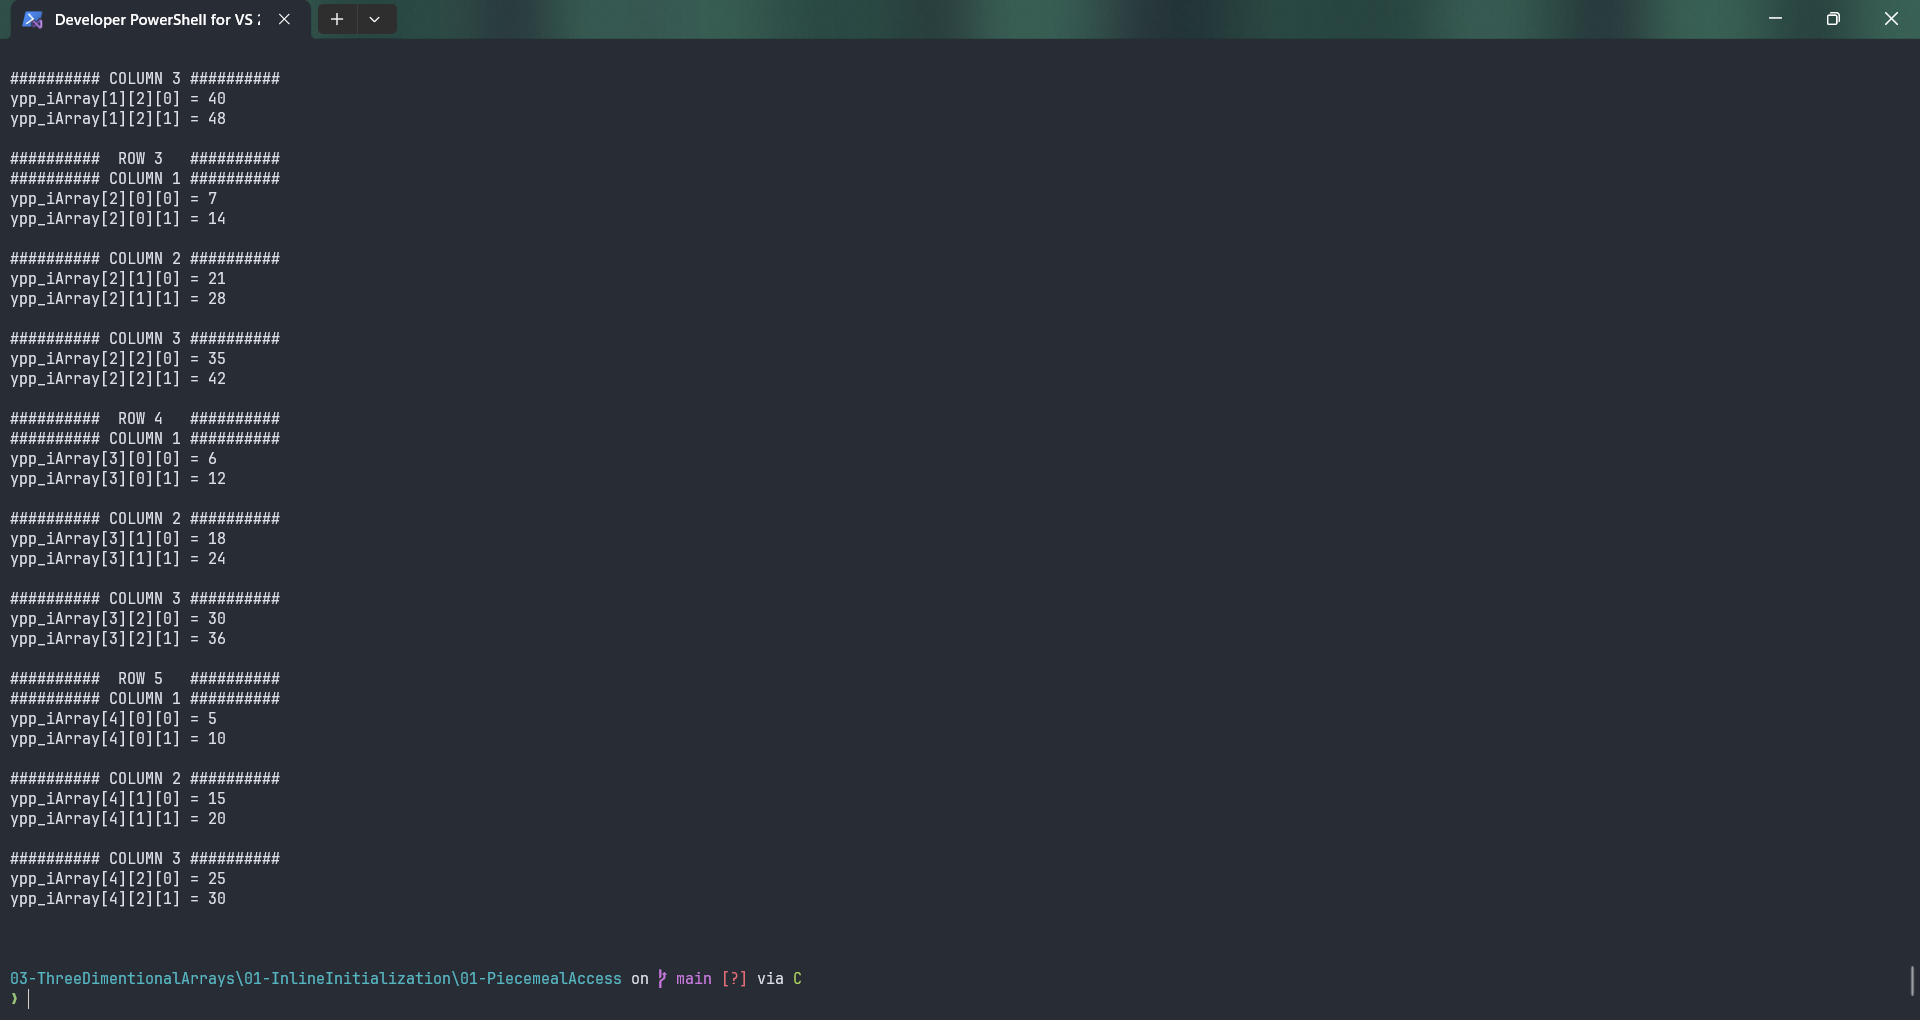 Developer PowerShell for VS 2
########## COLUMN 3 ##########
ypp_iArray[1][2][0] = 40
ypp_iArray[1][2][1] = 48
##########  ROW 3   ##########
########## COLUMN 1 ##########
ypp_iArray[2][0][0] = 7
ypp_iArray[2][0][1] = 14
########## COLUMN 2 ##########
ypp_iArray[2][1][0] = 21
ypp_iArray[2][1][1] = 28
########## COLUMN 3 ##########
ypp_iArray[2][2][0] = 35
ypp_iArray[2][2][1] = 42
##########  ROW 4   ##########
########## COLUMN 1 ##########
ypp_iArray[3][0][0] = 6
ypp_iArray[3][0][1] = 12
########## COLUMN 2 ##########
ypp_iArray[3][1][0] = 18
ypp_iArray[3][1][1] = 24
########## COLUMN 3 ##########
ypp_iArray[3][2][0] = 30
ypp_iArray[3][2][1] = 36
##########  ROW 5   ##########
########## COLUMN 1 ##########
ypp_iArray[4][0][0] = 5
ypp_iArray[4][0][1] = 10
########## COLUMN 2 ##########
ypp_iArray[4][1][0] = 15
ypp_iArray[4][1][1] = 20
########## COLUMN 3 ##########
ypp_iArray[4][2][0] = 25
ypp_iArray[4][2][1] = 30
03-ThreeDimentionalArrays\01-InlineInitialization\01-PiecemealAccess on main [?] via C
❯